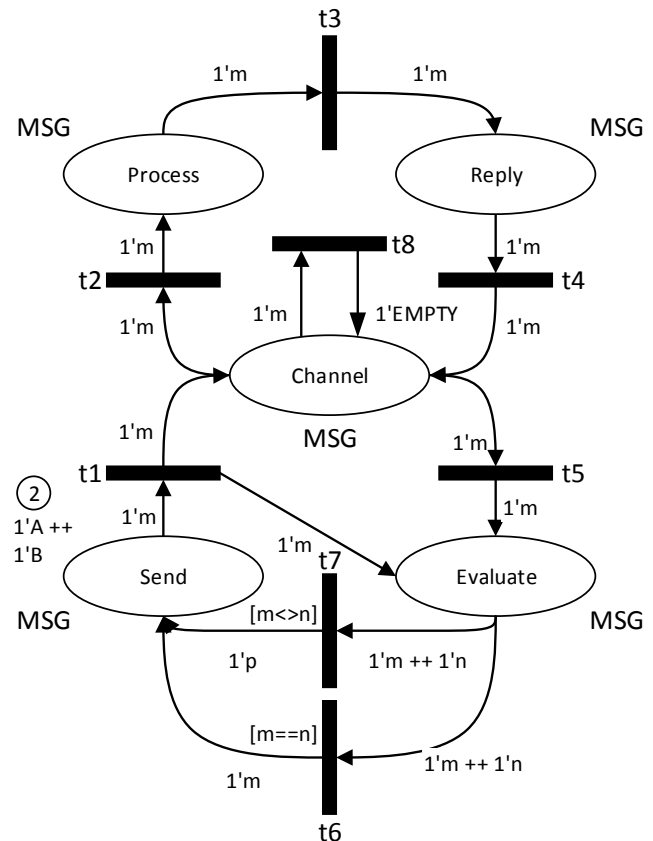 t3
1'm
1'm
MSG
MSG
Process
Reply
t8
1'm
1'm
t2
t4
1'm
1'm
1'EMPTY
1'm
Channel
1'm
MSG
1'm
t1
t5
2
1'm
1'm
1'A ++
1'B
1'm
t7
Send
Evaluate
MSG
[m<>n]
MSG
1'p
1'm ++ 1'n
[m==n]
1'm ++ 1'n
1'm
t6